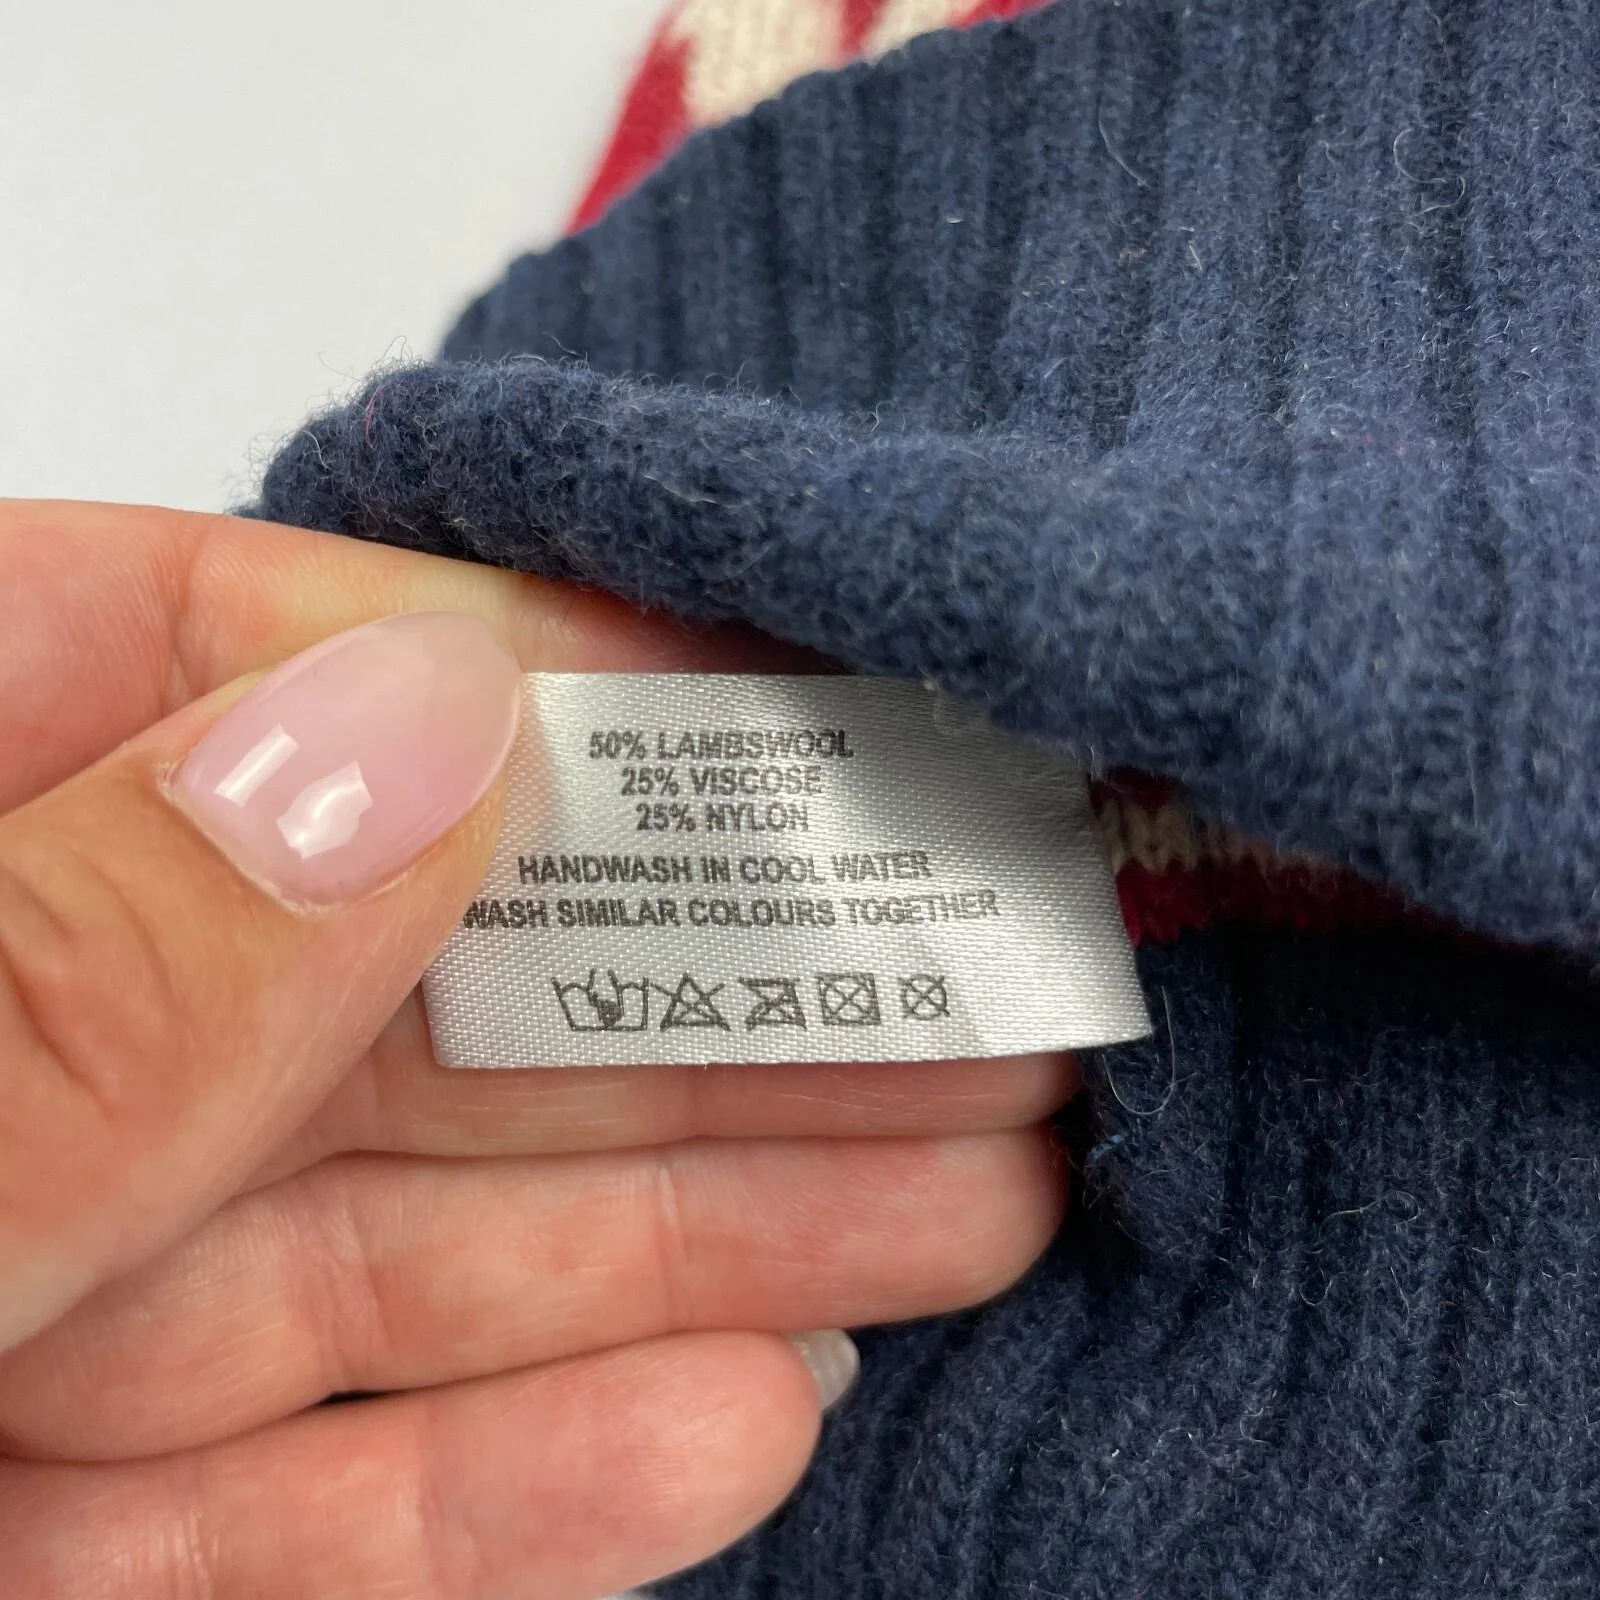 50% LAMBSWOOL
25% VISCOSE
25% NYLON
HANDWASH IN COOL WATER
WASH SIMILAR COLOURS TOGETHER